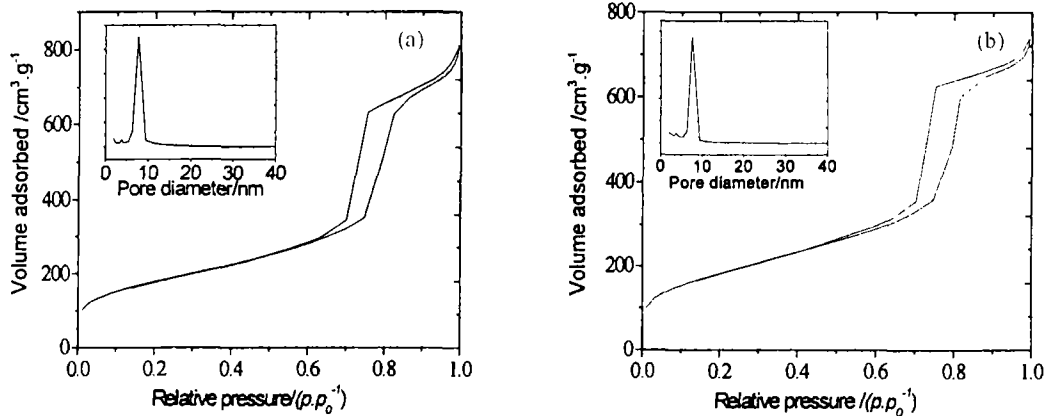 (a)
Volume adsorbed /cm³.g⁻¹
800
600
400
200
0
0 10 20 30 40
Pore diameter/nm
0.0 0.2 0.4 0.6 0.8 1.0
Relative pressure/(p.p₀⁻¹)
(b)
Volume adsorbed /cm³.g⁻¹
800
600
400
200
0
0 10 20 30 40
Pore diameter/nm
0.0 0.2 0.4 0.6 0.8 1.0
Relative pressure /(p.p₀⁻¹)